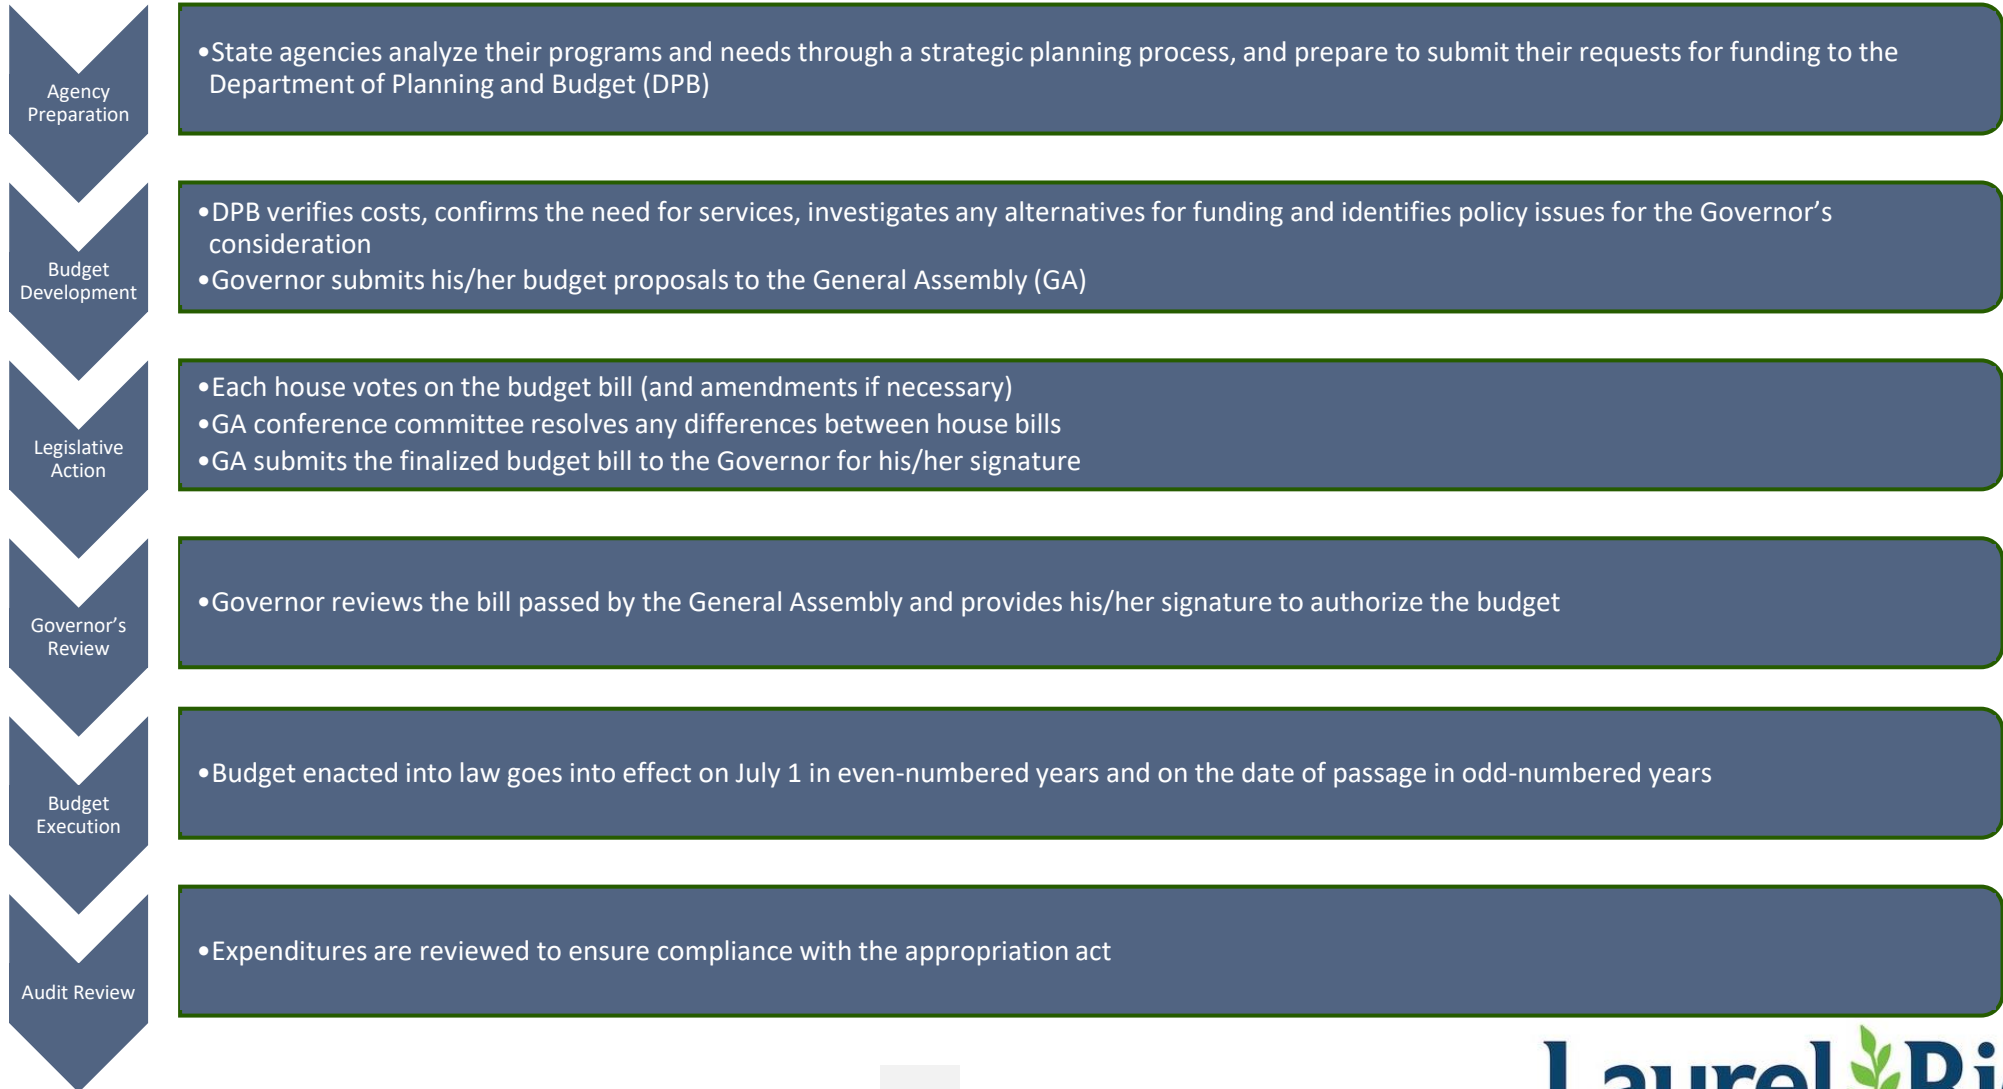 Agency
Preparation
•State agencies analyze their programs and needs through a strategic planning process, and prepare to submit their requests for funding to the
Department of Planning and Budget (DPB)
Budget
Development
•DPB verifies costs, confirms the need for services, investigates any alternatives for funding and identifies policy issues for the Governor’s
consideration
•Governor submits his/her budget proposals to the General Assembly (GA)
Legislative
Action
•Each house votes on the budget bill (and amendments if necessary)
•GA conference committee resolves any differences between house bills
•GA submits the finalized budget bill to the Governor for his/her signature
Governor’s
Review
•Governor reviews the bill passed by the General Assembly and provides his/her signature to authorize the budget
Budget
Execution
•Budget enacted into law goes into effect on July 1 in even-numbered years and on the date of passage in odd-numbered years
Audit Review
•Expenditures are reviewed to ensure compliance with the appropriation act
Laurel